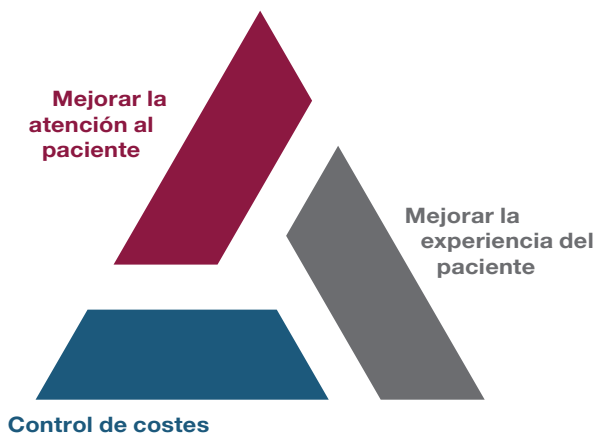 Mejorar la
atención al
paciente
Mejorar la
experiencia del
paciente
Control de costes